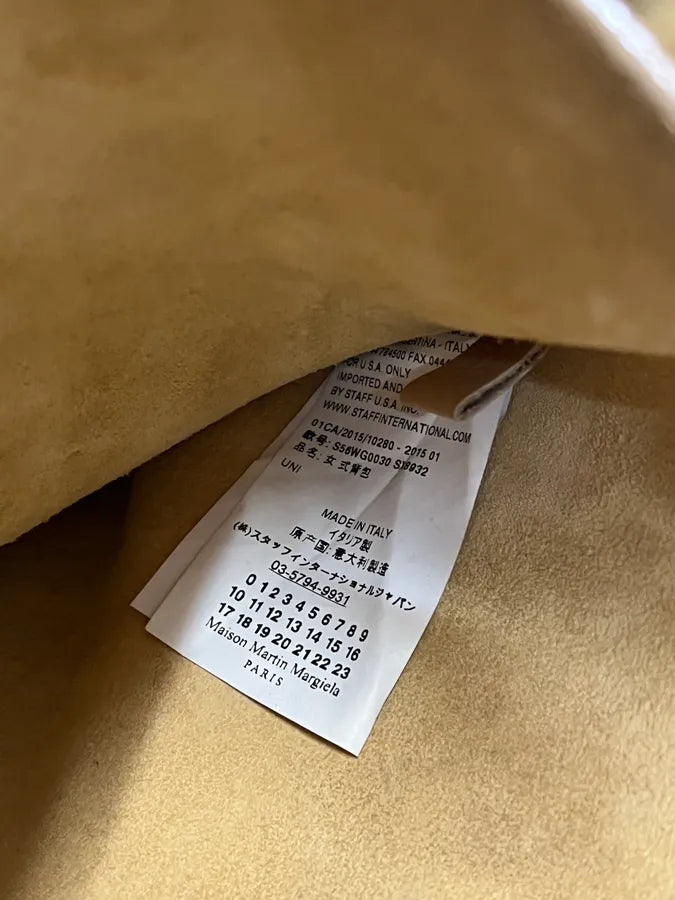 - ITALY
FAX
FOR U.S.A. ONLY
IMPORTED AND
BY STAFF U.S.A. INC.
WWW.STAFFINTERNATIONAL.COM
01CA/2015/10280 - 2015 01
款号: S56WG0030 SX8932
品名: 女式背包
UNI
MADE IN ITALY
イタリア製
原产国: 意大利製造
(株)スタッフインターナショナルジャパン
03-5794-9931
0 1 2 3 4 5 6 7 8 9
10 11 12 13 14 15 16
17 18 19 20 21 22 23
Maison Martin Margiela
PARIS